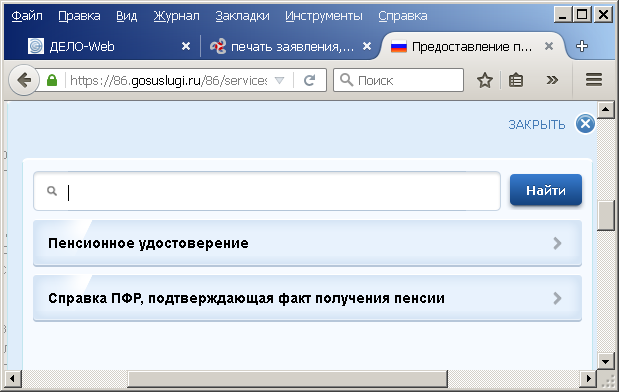 Файл Правка Вид Журнал Закладки Инструменты Справка
ДЕЛО-Web
печать заявления,...
Предоставление п...
https://86.gosuslugi.ru/86/services
Поиск
ЗАКРЫТЬ
Найти
Пенсионное удостоверение
Справка ПФР, подтверждающая факт получения пенсии